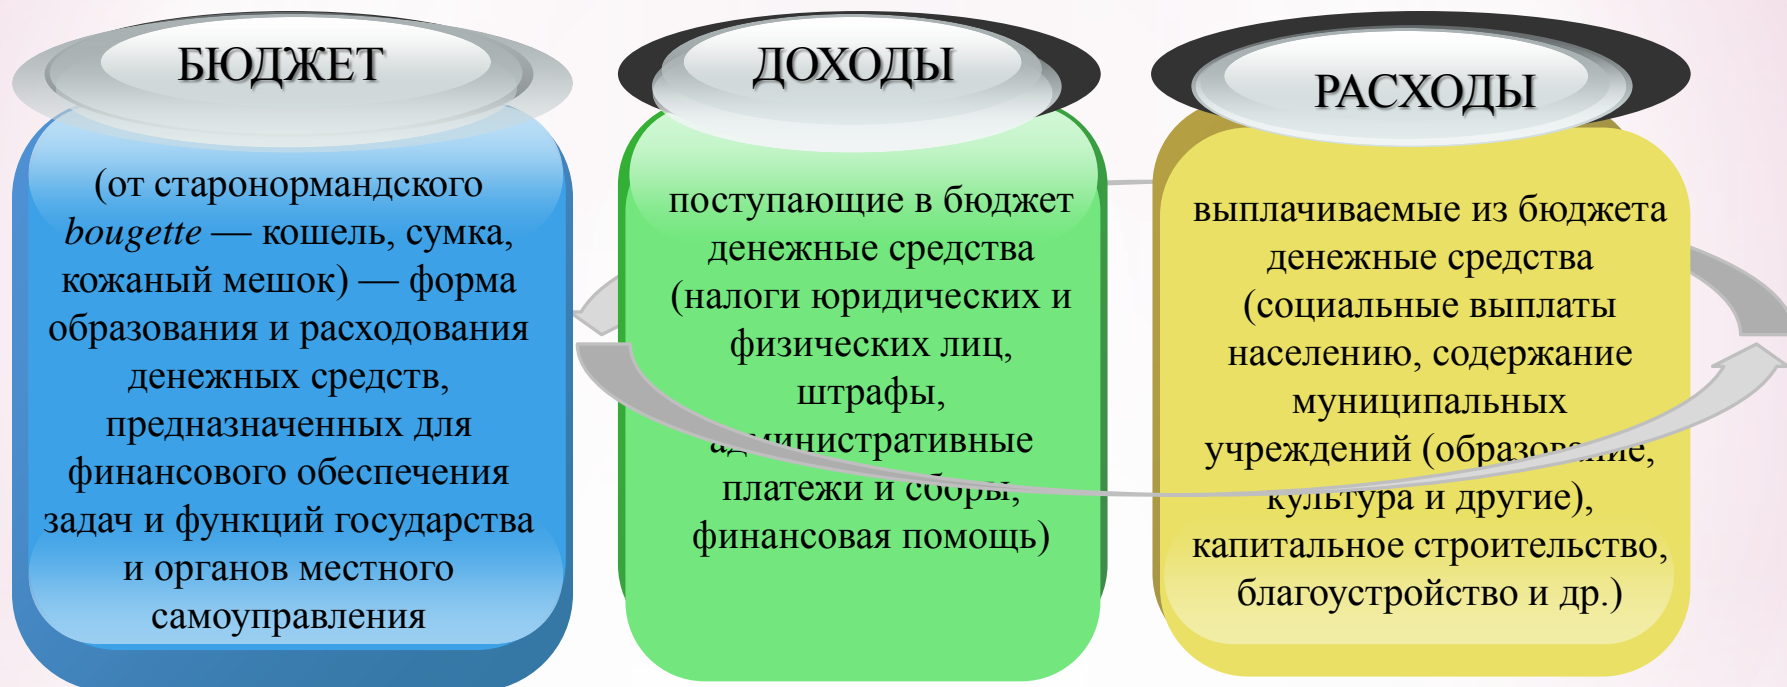 БЮДЖЕТ
(от старонормандского
bougette — кошель, сумка,
кожаный мешок) — форма
образования и расходования
денежных средств,
предназначенных для
финансового обеспечения
задач и функций государства
и органов местного
самоуправления
ДОХОДЫ
поступающие в бюджет
денежные средства
(налоги юридических и
физических лиц,
штрафы,
административные
платежи и сборы,
финансовая помощь)
РАСХОДЫ
выплачиваемые из бюджета
денежные средства
(социальные выплаты
населению, содержание
муниципальных
учреждений (образование,
культура и другие),
капитальное строительство,
благоустройство и др.)